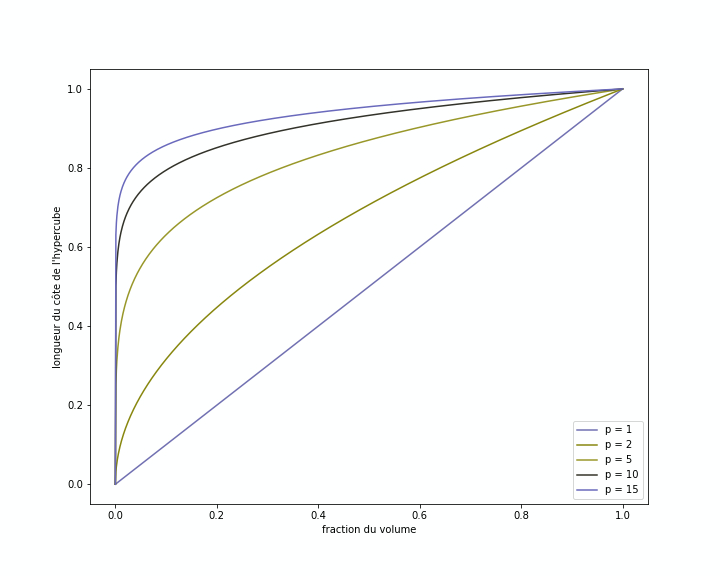 1.0
0.8
0.6
0.4
0.2
0.0
longueur du côte de l'hypercube
p = 1
p = 2
p = 5
p = 10
p = 15
0.0 0.2 0.4 0.6 0.8 1.0
fraction du volume